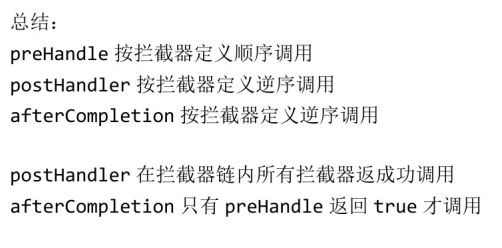 总结：
preHandle 按拦截器定义顺序调用
postHandler 按拦截器定义逆序调用
afterCompletion 按拦截器定义逆序调用
postHandler 在拦截器链内所有拦截器返成功调用
afterCompletion 只有 preHandle 返回 true 才调用